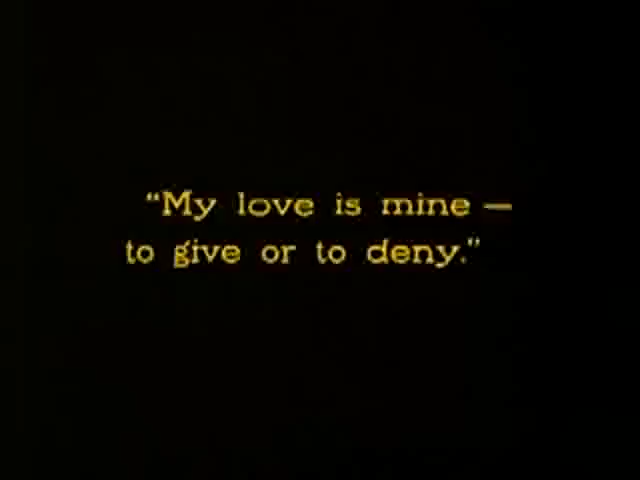 “My love is mine —
to give or to deny.”